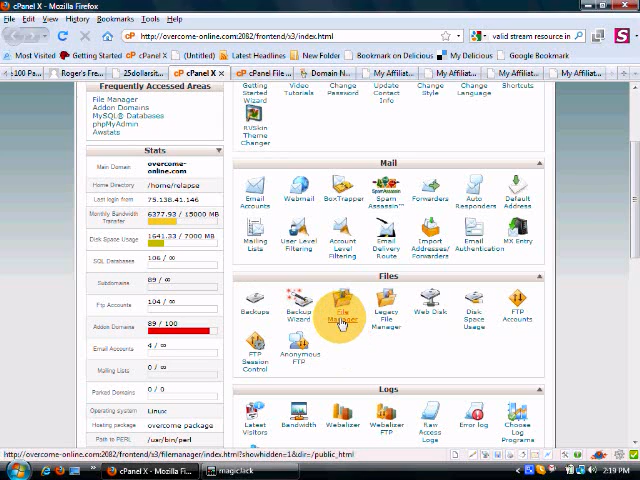 cPanel X - Mozilla Firefox
File Edit View History Bookmarks Tools Help
http://overcome-online.com:2082/frontend/x3/index.html
valid stream resource in
Most Visited Getting Started cPanel X (Untitled) Latest Headlines New Folder Bookmark on Delicious My Delicious Google Bookmark
100 Pa... Roger's Fre... 25dollarsit... cPanel X cPanel File ... Domain N... My Affiliat... My Affiliat... My Affiliat... My Affiliat...
Frequently Accessed Areas
File Manager
Addon Domains
MySQL® Databases
phpMyAdmin
Awstats
Stats
Main Domain overcome-online.com
Home Directory /home/relapse
Last login from 75.138.41.146
Monthly Bandwidth Transfer 6377.93 / 15000 MB
Disk Space Usage 1641.33 / 7000 MB
SQL Databases 106 / ∞
Subdomains 89 / ∞
Ftp Accounts 104 / ∞
Addon Domains 89 / 100
Email Accounts 4 / ∞
Mailing Lists 0 / ∞
Parked Domains 0 / ∞
Operating system Linux
Hosting package overcome package
Path to PERL /usr/bin/perl
Getting Started Wizard
Video Tutorials
Change Password
Update Contact Info
Change Style
Change Language
Shortcuts
RVSkin Theme Changer
Mail
Email Accounts
Webmail
BoxTrapper
Spam Assassin™
Forwarders
Auto Responders
Default Address
Mailing Lists
User Level Filtering
Account Level Filtering
Email Delivery Route
Import Addresses/ Forwarders
Email Authentication
MX Entry
Files
Backups
Backup Wizard
File Manager
Legacy File Manager
Web Disk
Disk Space Usage
FTP Accounts
FTP Session Control
Anonymous FTP
Logs
Latest Visitors
Bandwidth
Webalizer
Webalizer FTP
Raw Access Logs
Error log
Choose Log Programs
http://overcome-online.com:2082/frontend/x3/filemanager/index.html?showhidden=1&dir=/public_html
Start
cPanel X - Mozilla Fi...
magicJack
2:19 PM